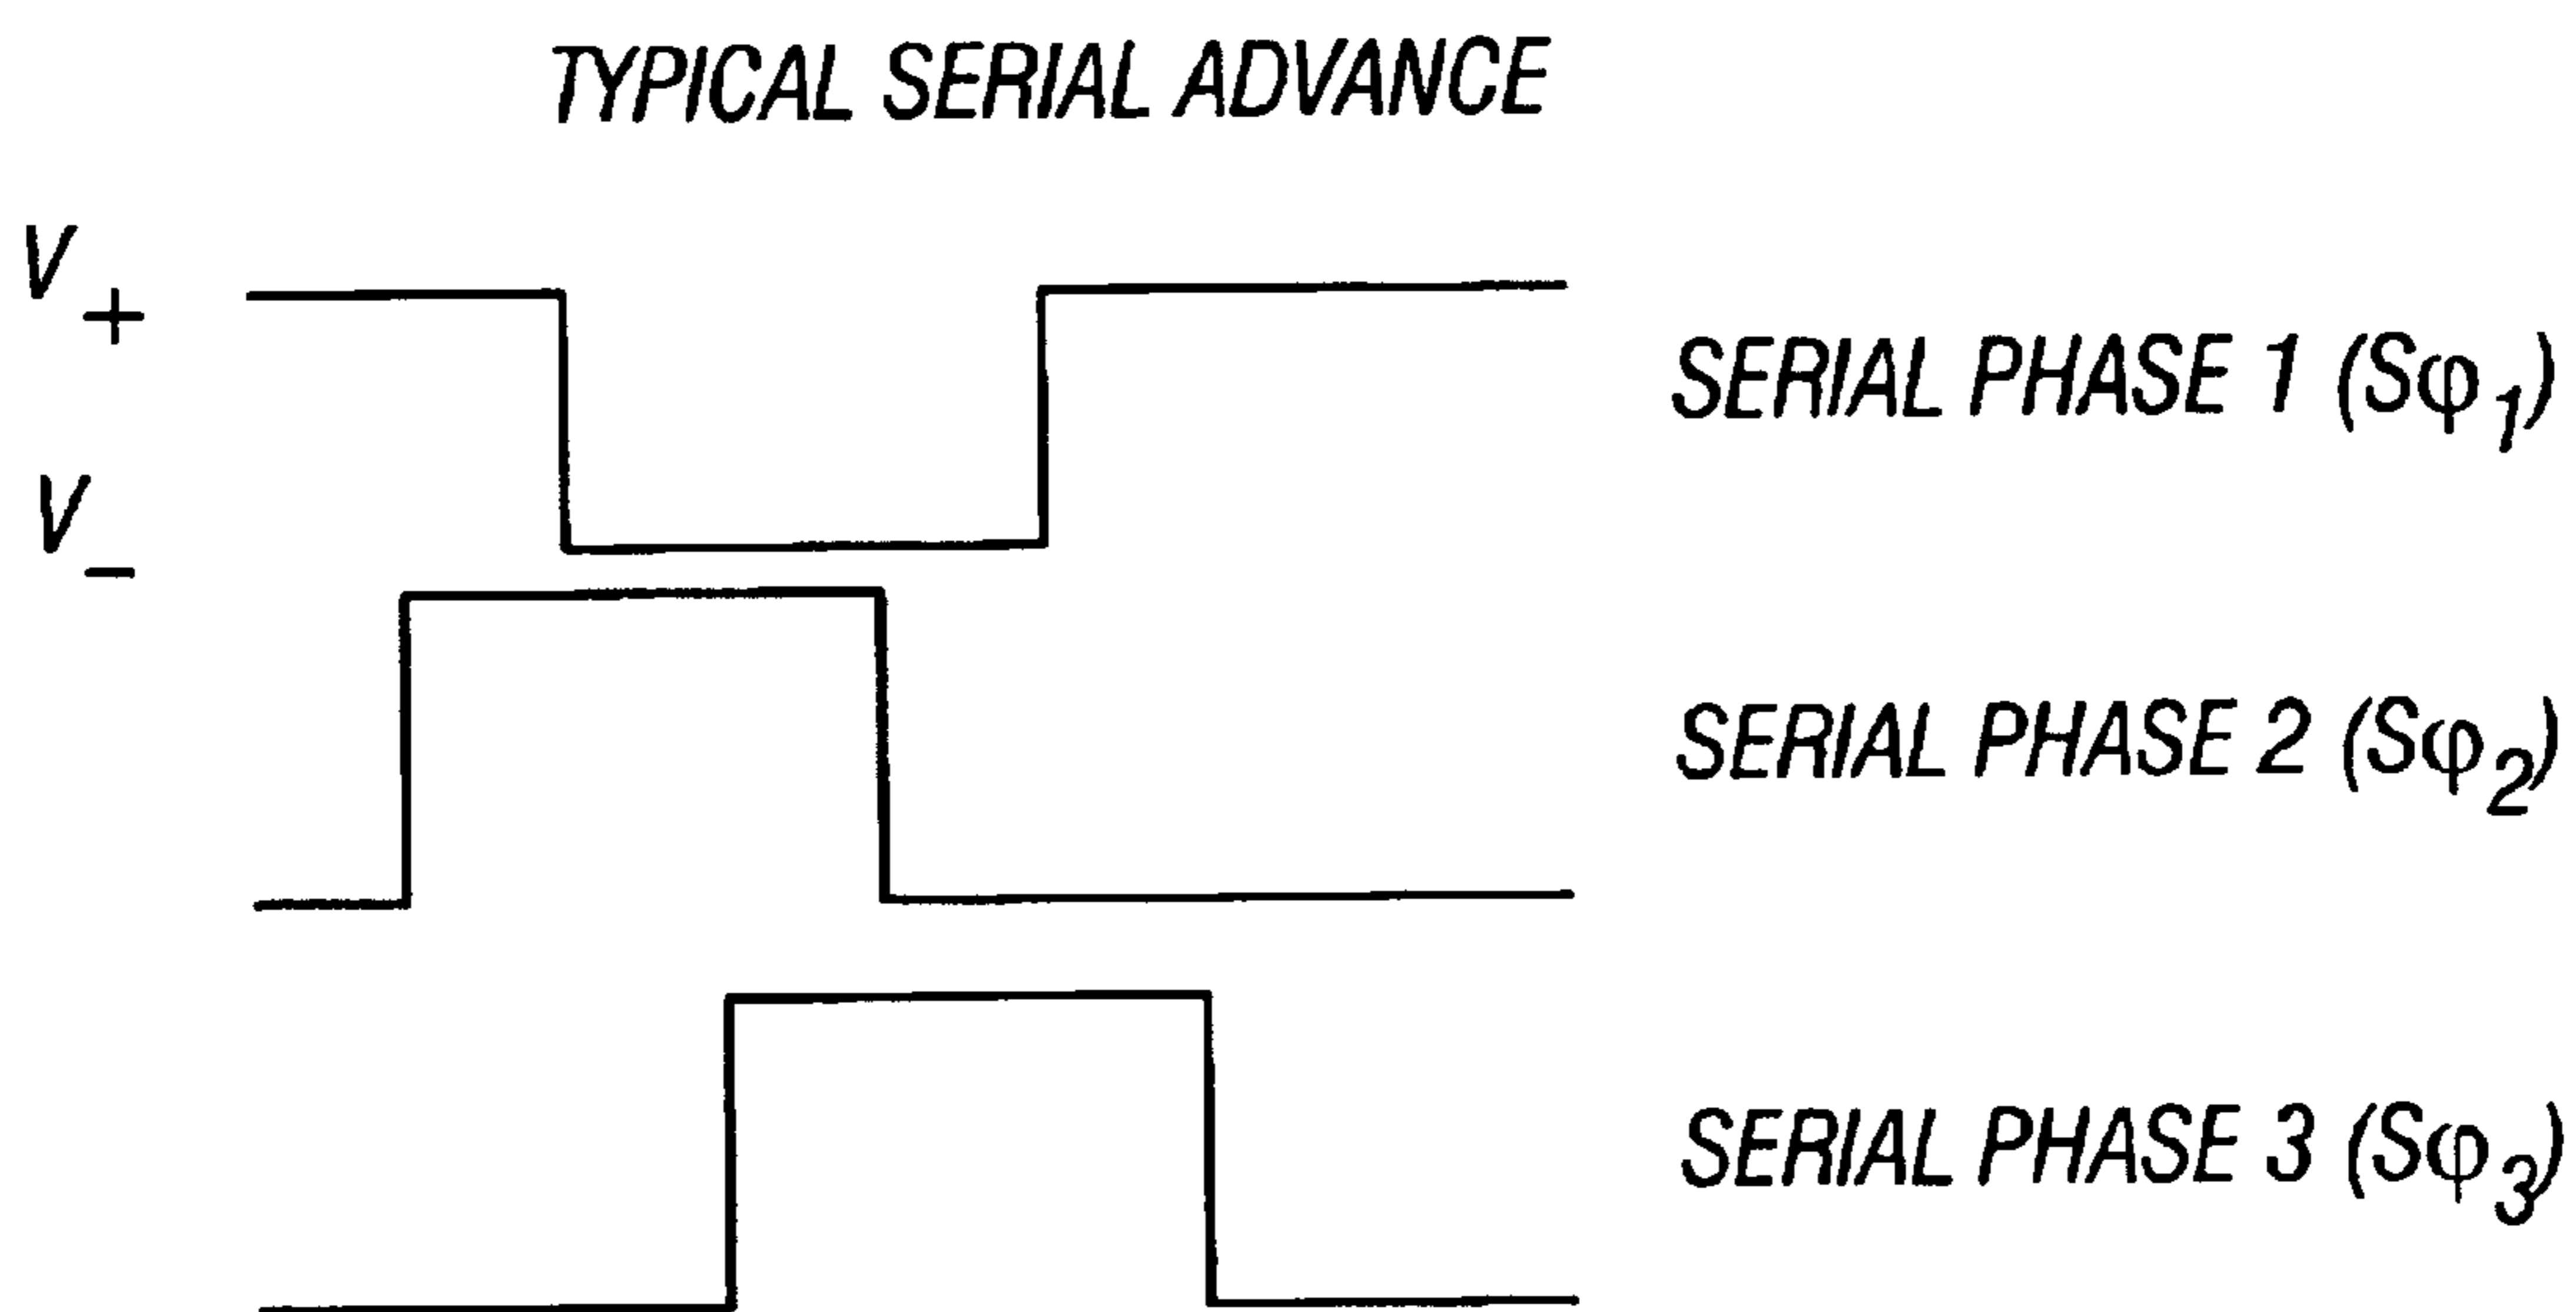 TYPICAL SERIAL ADVANCE
V+
SERIAL PHASE 1 (Sφ1)
V–
SERIAL PHASE 2 (Sφ2)
SERIAL PHASE 3 (Sφ3)